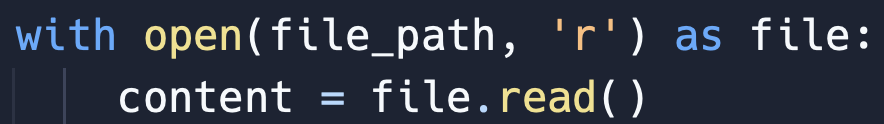 with open(file_path, 'r') as file:
    content = file.read()